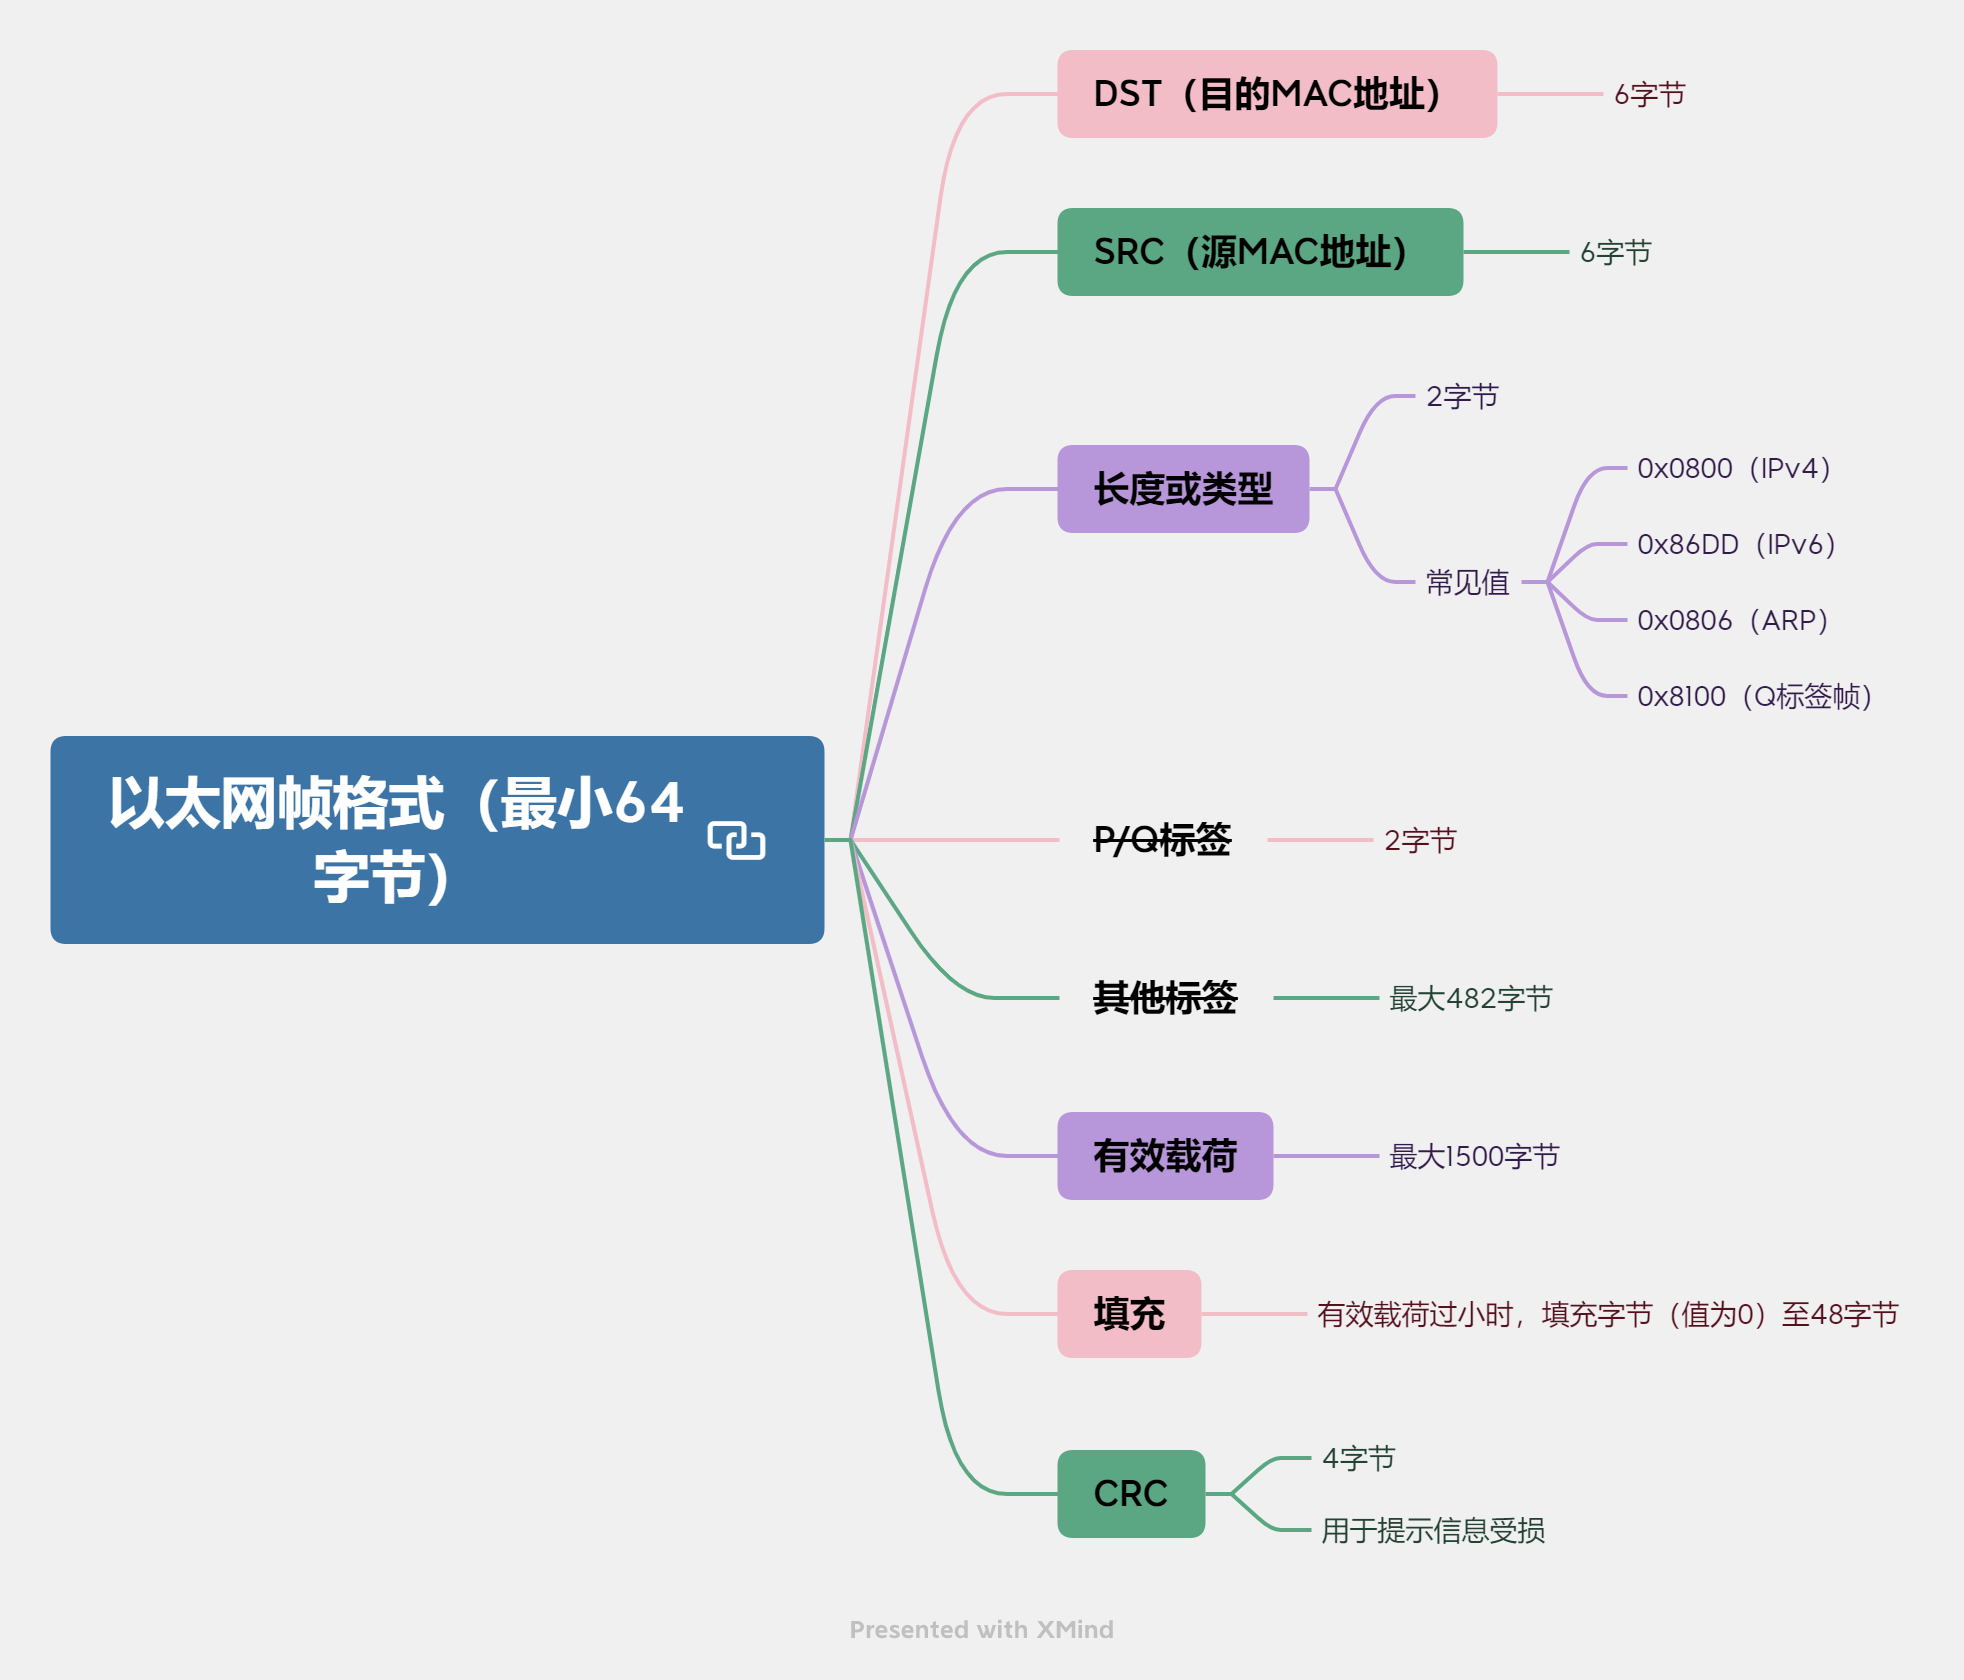 以太网帧格式（最小64
字节）
DST（目的MAC地址）
6字节
SRC（源MAC地址）
6字节
长度或类型
2字节
常见值
0x0800（IPv4）
0x86DD（IPv6）
0x0806（ARP）
0x8100（Q标签帧）
P/Q标签
2字节
其他标签
最大482字节
有效载荷
最大1500字节
填充
有效载荷过小时，填充字节（值为0）至48字节
CRC
4字节
用于提示信息受损
Presented with XMind